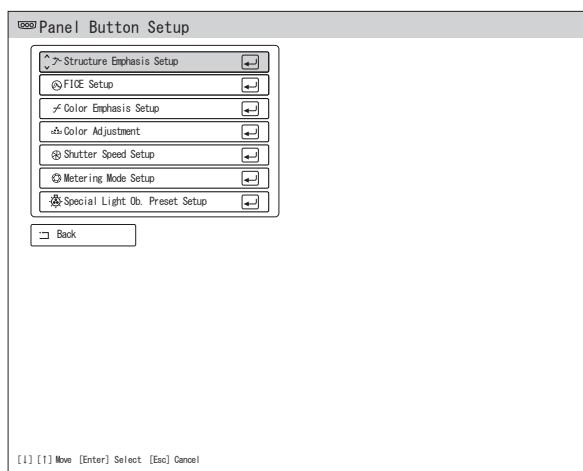 Panel Button Setup
Structure Emphasis Setup
FICE Setup
Color Emphasis Setup
Color Adjustment
Shutter Speed Setup
Metering Mode Setup
Special Light Ob. Preset Setup
Back
[↓] [↑] Move [Enter] Select [Esc] Cancel